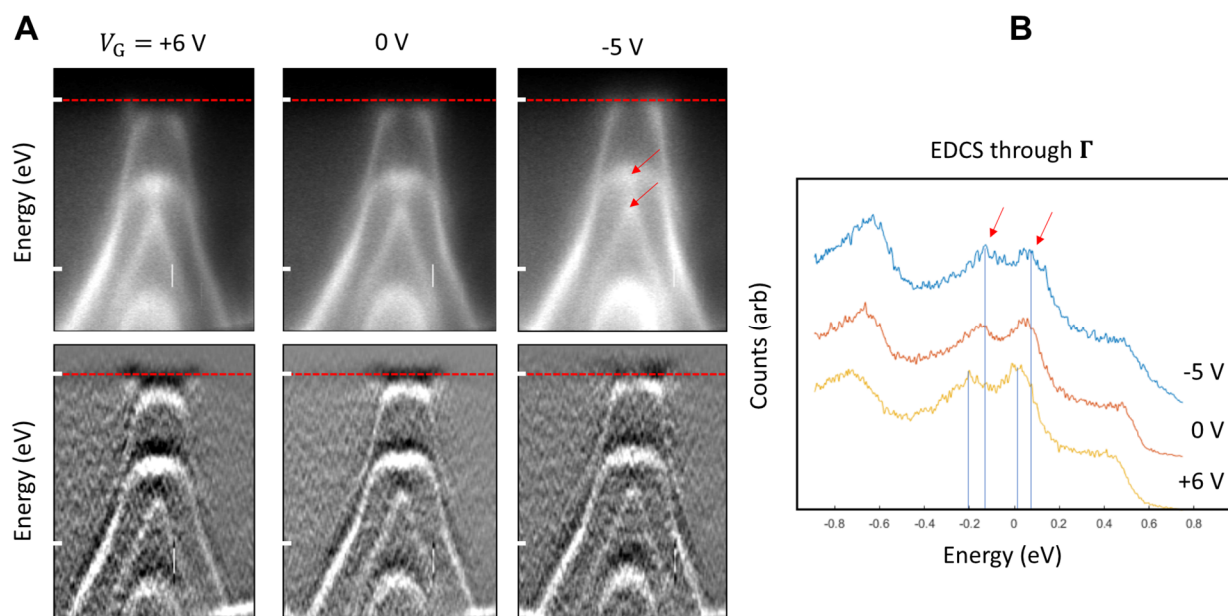 A
V_G = +6 V
0 V
-5 V
Energy (eV)
Energy (eV)
B
EDCS through Γ
Counts (arb)
-5 V
0 V
+6 V
-0.8 -0.6 -0.4 -0.2 0 0.2 0.4 0.6 0.8
Energy (eV)